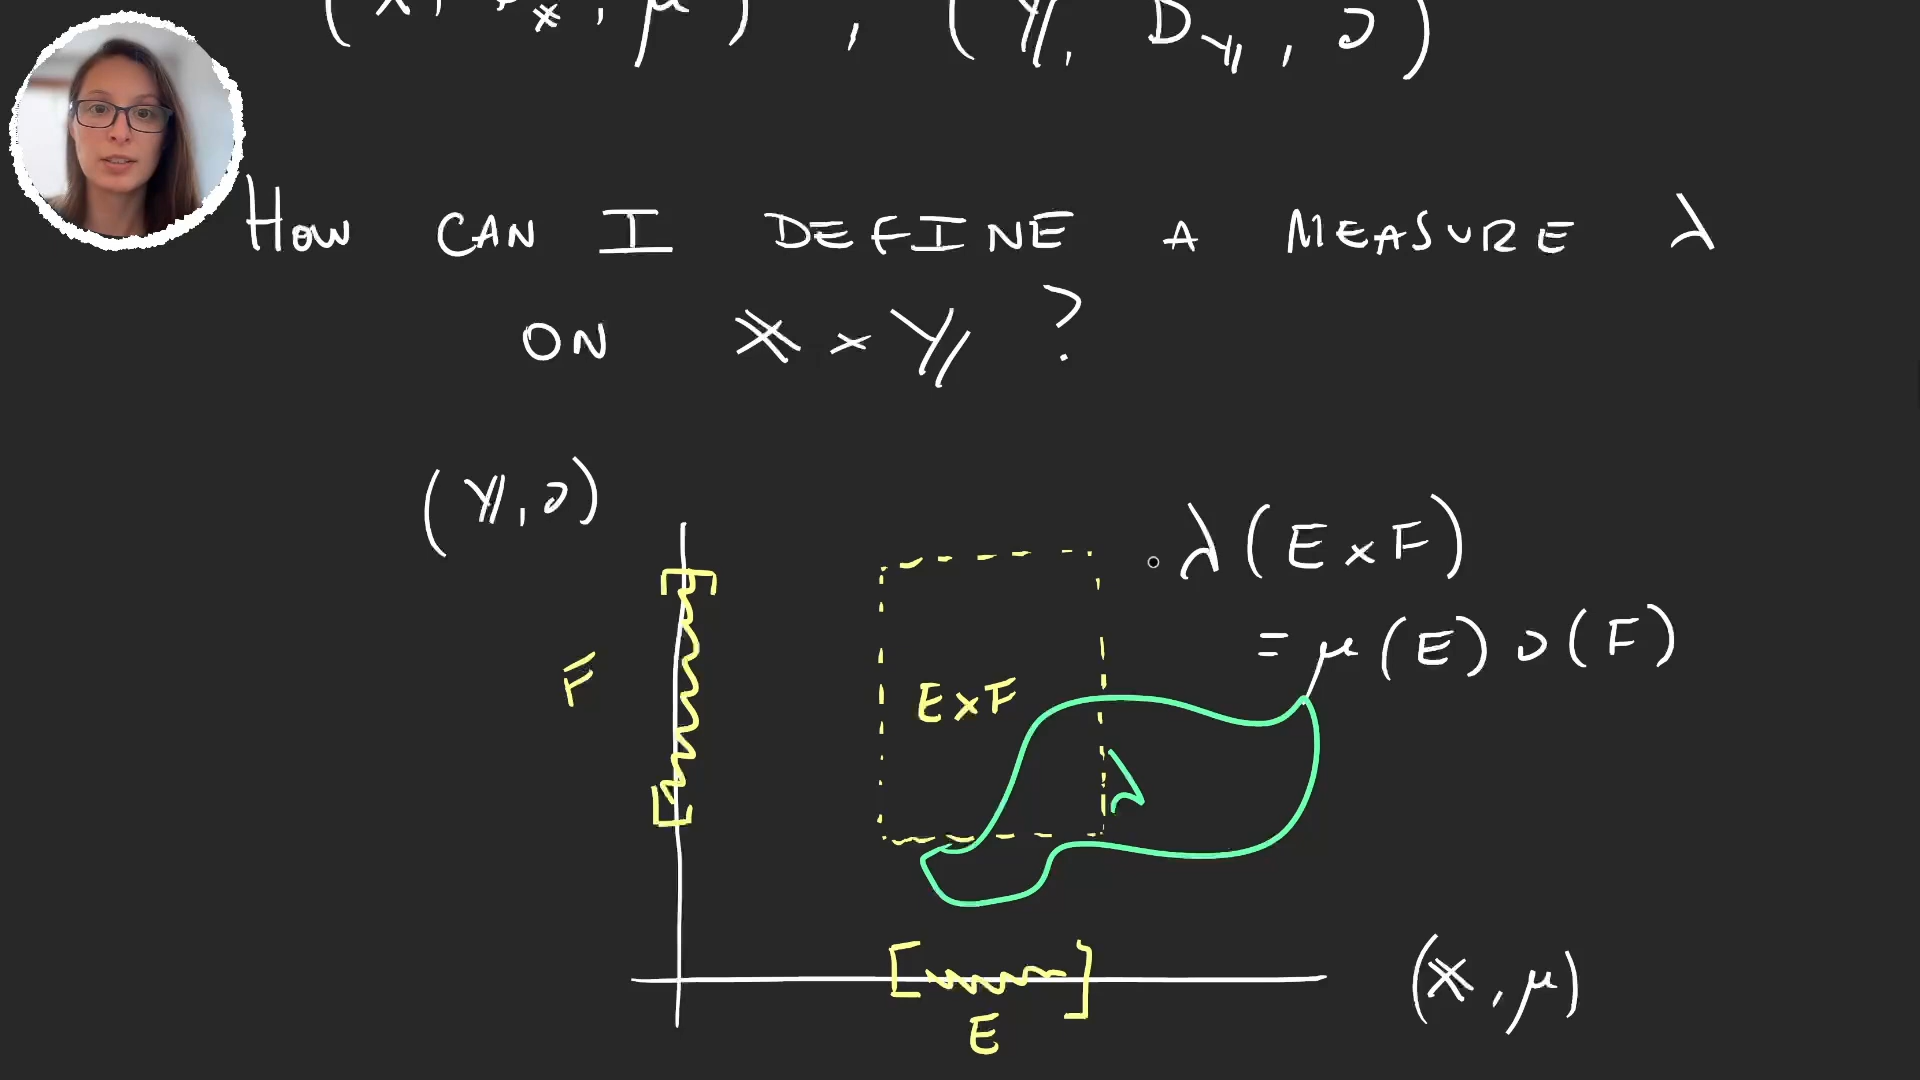 (𝕏, D𝕏, μ) , (𝕐, D𝕐, ν)
HOW CAN I DEFINE A MEASURE λ
ON 𝕏 × 𝕐 ?
(𝕐, ν)
λ(E×F)
= μ(E) ν(F)
F
E×F
E
(𝕏, μ)